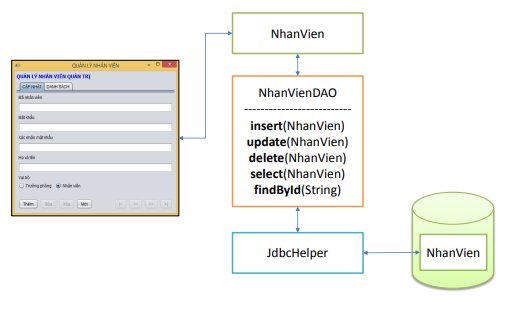 NhanVien
QUẢN LÝ NHÂN VIÊN
QUẢN LÝ NHÂN VIÊN QUẢN TRỊ
CẬP NHẬT DANH SÁCH
Mã nhân viên
Mật khẩu
Xác nhận mật khẩu
Họ và tên
Vai trò
Trưởng phòng Nhân viên
Thêm Sửa Xóa Mới |< << >> >|
NhanVienDAO
insert(NhanVien)
update(NhanVien)
delete(NhanVien)
select(NhanVien)
findById(String)
JdbcHelper
NhanVien